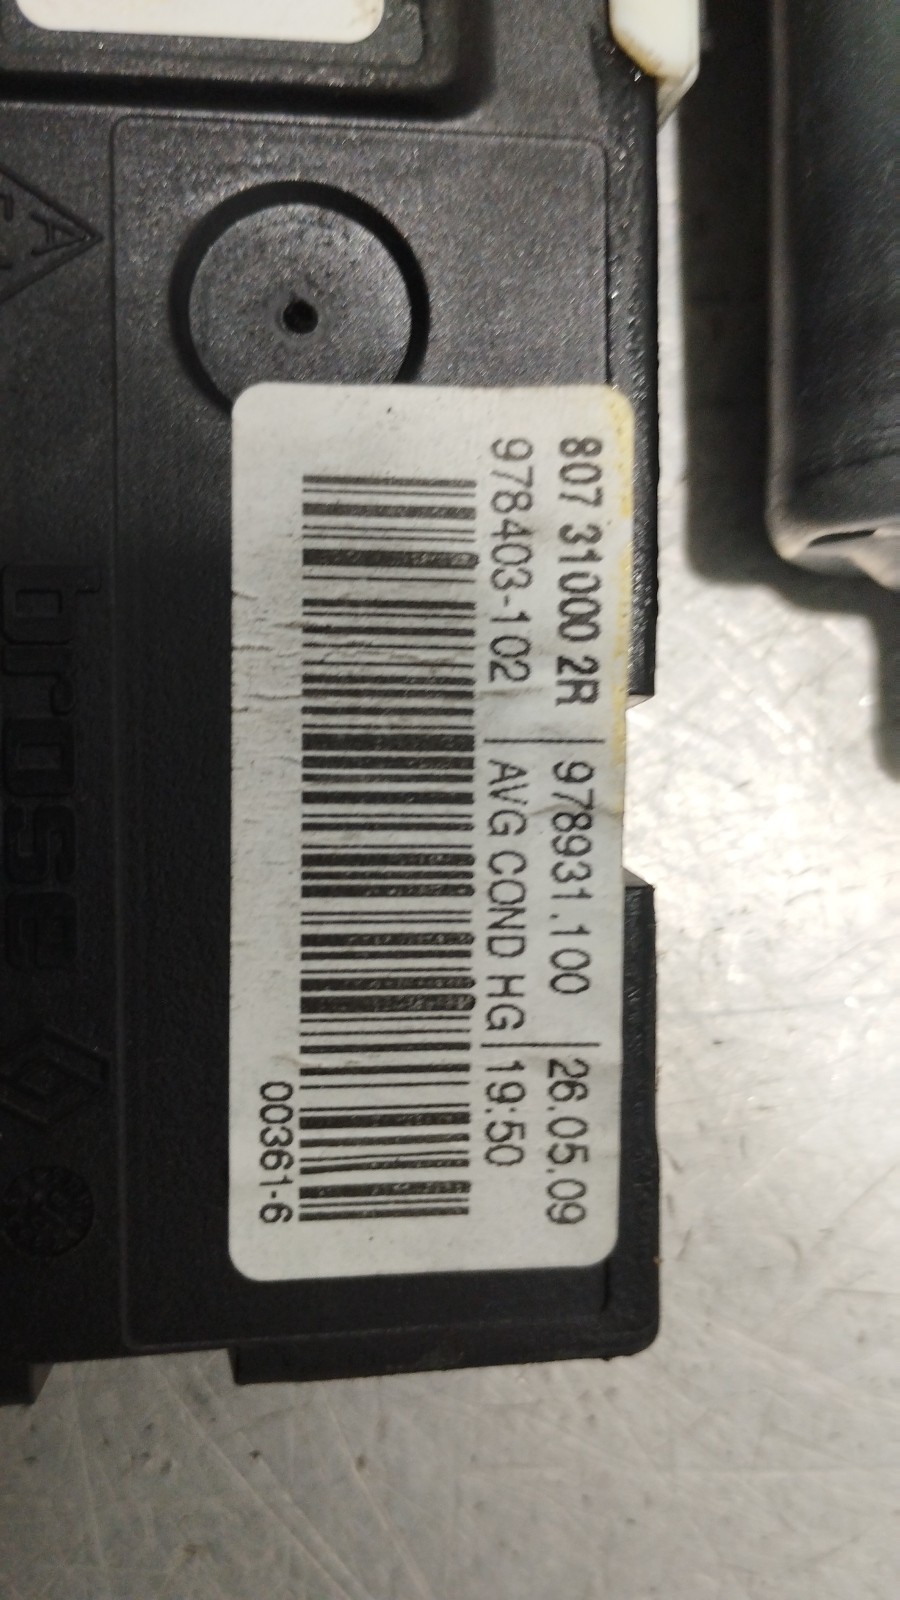 807 31000 2R | 978931.100 | 26.05.09
978403-102 | AVG COND HG | 19:50
00361-6
brose